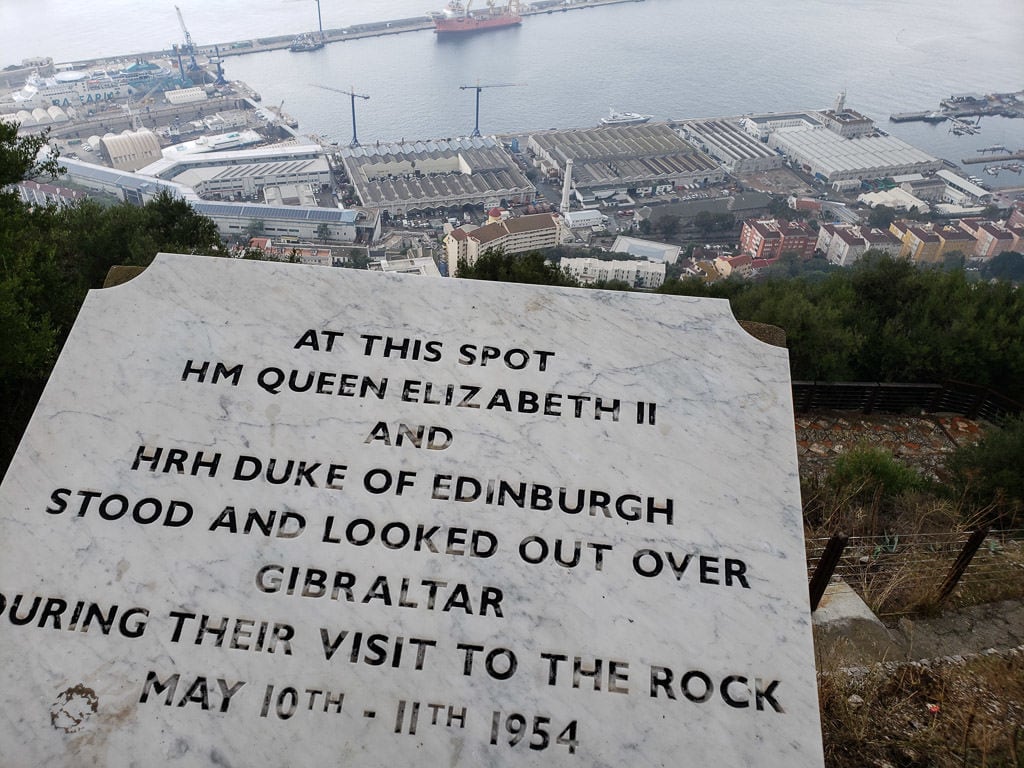 AT THIS SPOT
HM QUEEN ELIZABETH II
AND
HRH DUKE OF EDINBURGH
STOOD AND LOOKED OUT OVER
GIBRALTAR
DURING THEIR VISIT TO THE ROCK
MAY 10TH - 11TH 1954